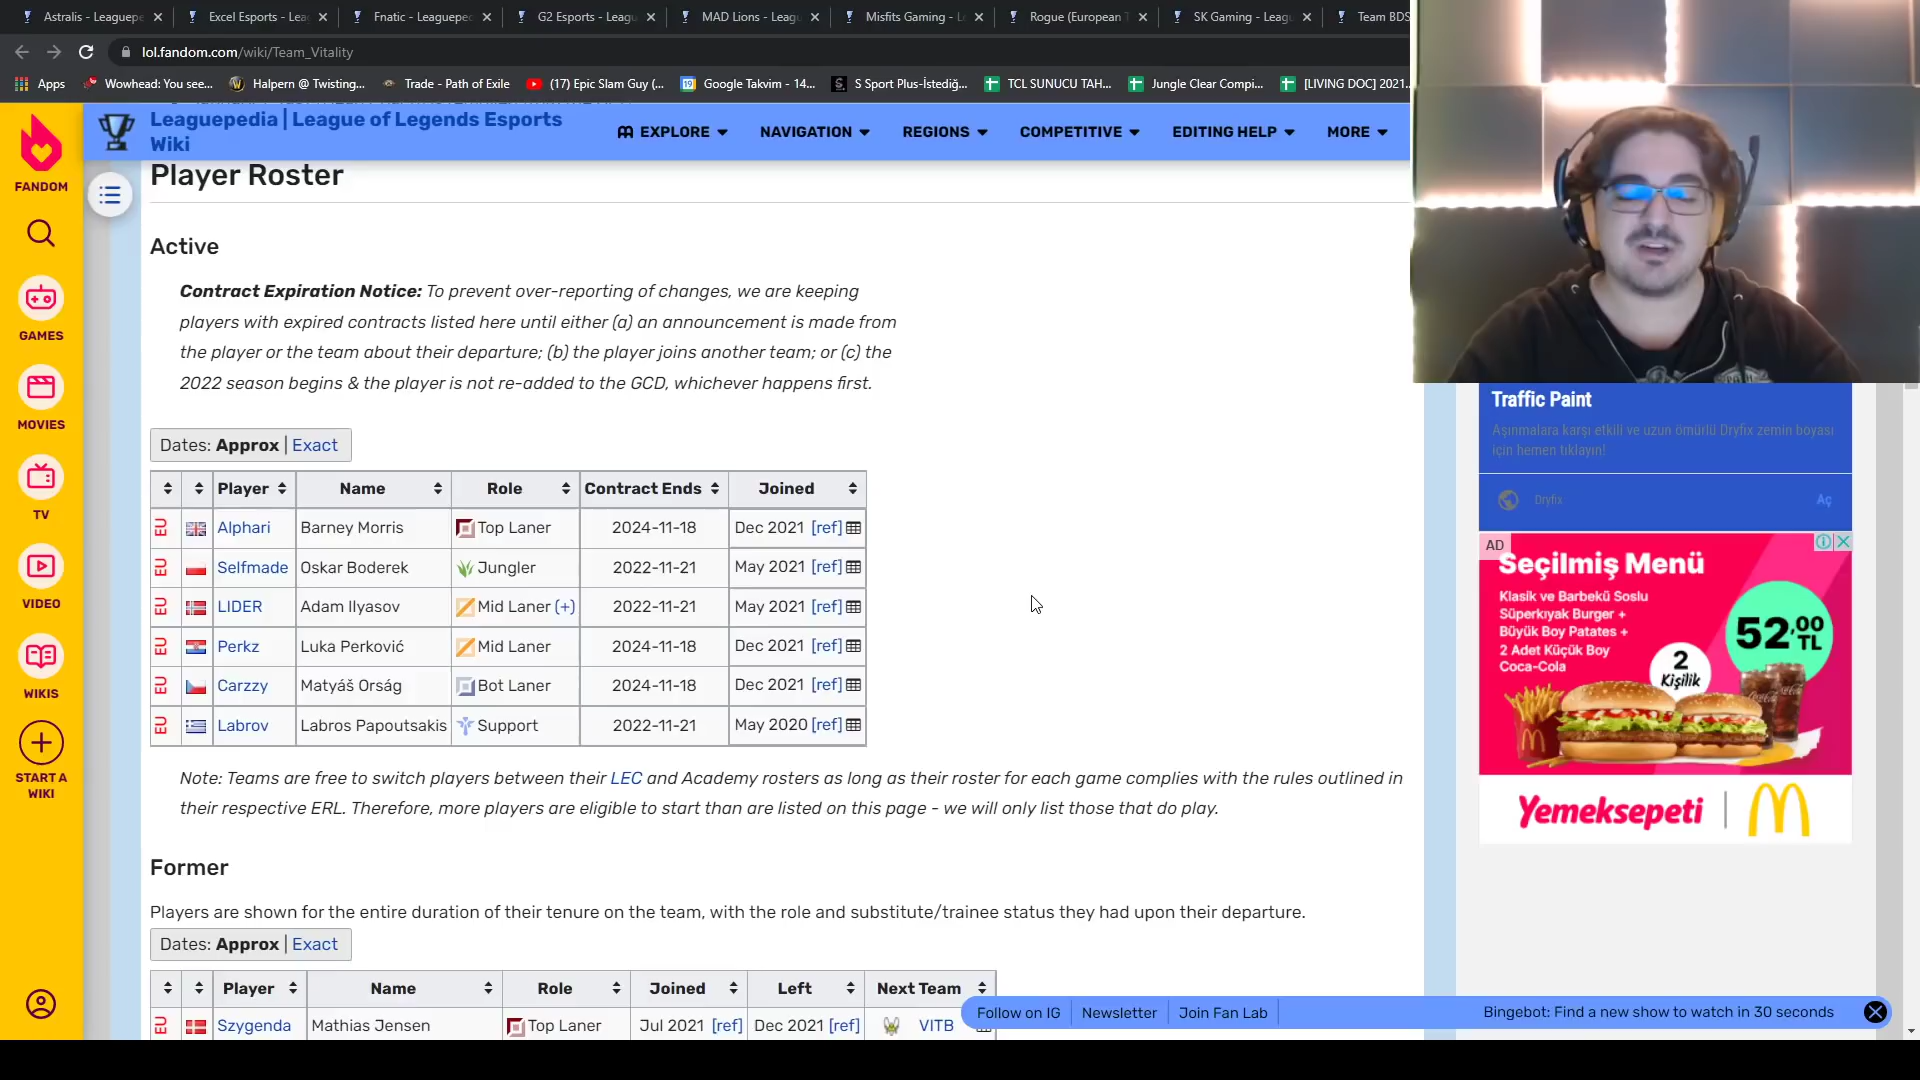 Astralis - Leaguepe
Excel Esports - Lea
Fnatic - Leaguepe
G2 Esports - Leagu
MAD Lions - Leagu
Misfits Gaming - L
Rogue (European T
SK Gaming - Leagu
Team BDS
lol.fandom.com/wiki/Team_Vitality
Apps
Wowhead: You see...
Halpern @ Twisting...
Trade - Path of Exile
(17) Epic Slam Guy (...
Google Takvim - 14...
S Sport Plus-İstediğ...
TCL SUNUCU TAH...
Jungle Clear Compi...
[LIVING DOC] 2021...
Leaguepedia | League of Legends Esports
Wiki
EXPLORE
NAVIGATION
REGIONS
COMPETITIVE
EDITING HELP
MORE
FANDOM
GAMES
MOVIES
TV
VIDEO
WIKIS
START A
WIKI
Player Roster
Active
Contract Expiration Notice: To prevent over-reporting of changes, we are keeping
players with expired contracts listed here until either (a) an announcement is made from
the player or the team about their departure; (b) the player joins another team; or (c) the
2022 season begins & the player is not re-added to the GCD, whichever happens first.
Dates: Approx | Exact
Player Name Role Contract Ends Joined
EU Alphari Barney Morris Top Laner 2024-11-18 Dec 2021 [ref]
EU Selfmade Oskar Boderek Jungler 2022-11-21 May 2021 [ref]
EU LIDER Adam Ilyasov Mid Laner (+) 2022-11-21 May 2021 [ref]
EU Perkz Luka Perković Mid Laner 2024-11-18 Dec 2021 [ref]
EU Carzzy Matyáš Orság Bot Laner 2024-11-18 Dec 2021 [ref]
EU Labrov Labros Papoutsakis Support 2022-11-21 May 2020 [ref]
Note: Teams are free to switch players between their LEC and Academy rosters as long as their roster for each game complies with the rules outlined in
their respective ERL. Therefore, more players are eligible to start than are listed on this page - we will only list those that do play.
Former
Players are shown for the entire duration of their tenure on the team, with the role and substitute/trainee status they had upon their departure.
Dates: Approx | Exact
Player Name Role Joined Left Next Team
EU Szygenda Mathias Jensen Top Laner Jul 2021 [ref] Dec 2021 [ref] VITB
Traffic Paint
Aşınmalara karşı etkili ve uzun ömürlü Dryfix zemin boyası
için hemen tıklayın!
Dryfix
Aç
AD
Seçilmiş Menü
Klasik ve Barbekü Soslu
Süperkıyak Burger +
Büyük Boy Patates +
2 Adet Küçük Boy
Coca-Cola
52,00
TL
2
Kişilik
Yemeksepeti
Follow on IG
Newsletter
Join Fan Lab
Bingebot: Find a new show to watch in 30 seconds